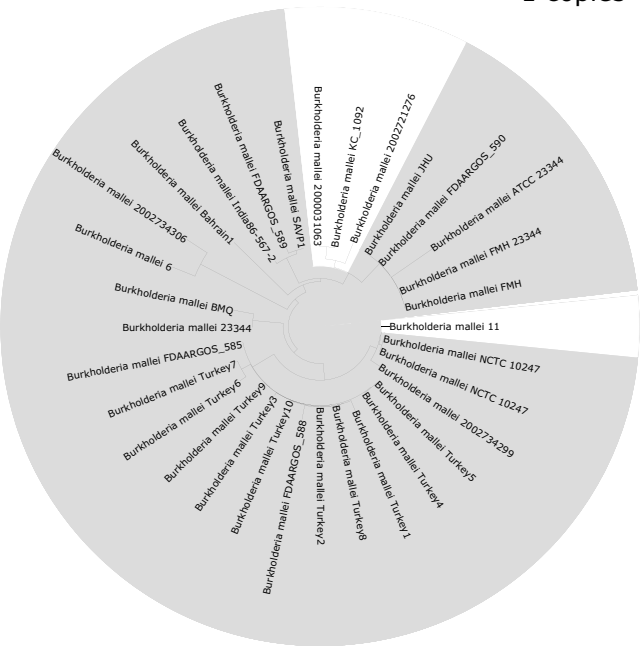 Burkholderia mallei 2000031063
Burkholderia mallei KC_1092
Burkholderia mallei 2002721276
Burkholderia mallei JHU
Burkholderia mallei FDAARGOS_590
Burkholderia mallei ATCC 23344
Burkholderia mallei FMH 23344
Burkholderia mallei FMH
Burkholderia mallei 11
Burkholderia mallei NCTC 10247
Burkholderia mallei NCTC 10247
Burkholderia mallei 2002734299
Burkholderia mallei Turkey5
Burkholderia mallei Turkey4
Burkholderia mallei Turkey1
Burkholderia mallei Turkey8
Burkholderia mallei Turkey2
Burkholderia mallei FDAARGOS_588
Burkholderia mallei Turkey10
Burkholderia mallei Turkey3
Burkholderia mallei Turkey9
Burkholderia mallei Turkey6
Burkholderia mallei Turkey7
Burkholderia mallei FDAARGOS_585
Burkholderia mallei 23344
Burkholderia mallei BMQ
Burkholderia mallei 6
Burkholderia mallei 2002734306
Burkholderia mallei Bahrain1
Burkholderia mallei India86-567-2
Burkholderia mallei FDAARGOS_589
Burkholderia mallei SAVP1